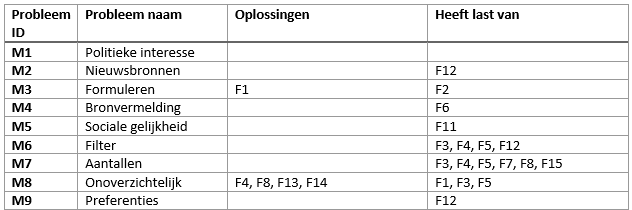 Probleem ID Probleem naam Oplossingen Heeft last van
M1 Politieke interesse
M2 Nieuwsbronnen F12
M3 Formuleren F1 F2
M4 Bronvermelding F6
M5 Sociale gelijkheid F11
M6 Filter F3, F4, F5, F12
M7 Aantallen F3, F4, F5, F7, F8, F15
M8 Onoverzichtelijk F4, F8, F13, F14 F1, F3, F5
M9 Preferenties F12